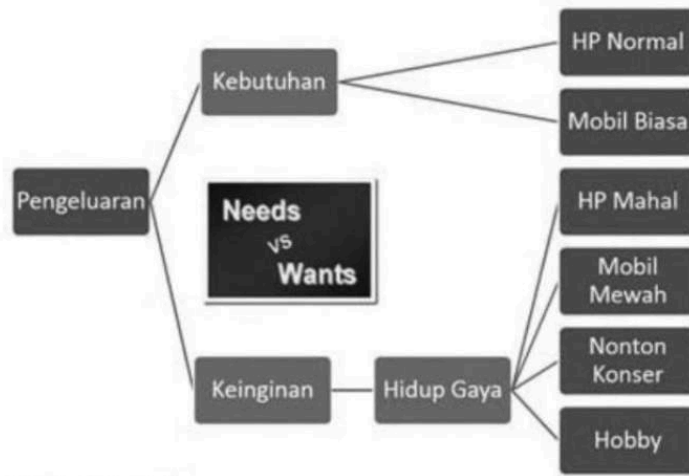 HP Normal
Kebutuhan
Mobil Biasa
Pengeluaran
Needs
vs
Wants
HP Mahal
Mobil
Mewah
Nonton
Konser
Keinginan
Hidup Gaya
Hobby